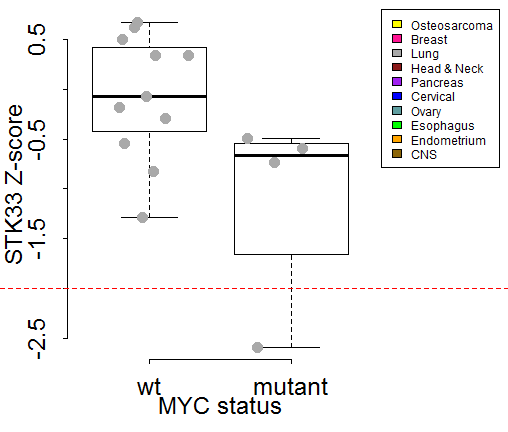 STK33 Z-score
0.5
-0.5
-1.5
-2.5
wt mutant
MYC status
Osteosarcoma
Breast
Lung
Head & Neck
Pancreas
Cervical
Ovary
Esophagus
Endometrium
CNS